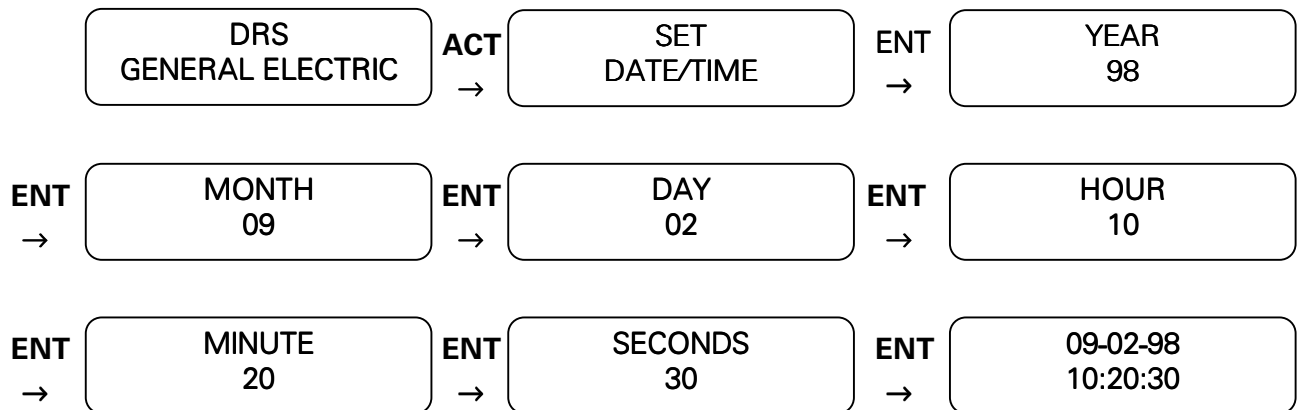 DRS
GENERAL ELECTRIC
ACT
→
SET
DATE/TIME
ENT
→
YEAR
98
ENT
→
MONTH
09
ENT
→
DAY
02
ENT
→
HOUR
10
ENT
→
MINUTE
20
ENT
→
SECONDS
30
ENT
→
09-02-98
10:20:30